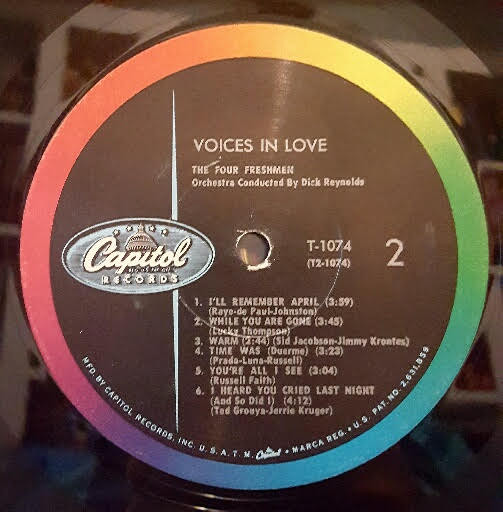 VOICES IN LOVE
THE FOUR FRESHMEN
Orchestra Conducted By Dick Reynolds
Capitol
RECORDS
T-1074
(T2-1074)
2
1. I'LL REMEMBER APRIL (3:59)
(Raye-de Paul-Johnston)
2. WHILE YOU ARE GONE (3:45)
(Lucky Thompson)
3. WARM (2:44) (Sid Jacobson-Jimmy Krontes)
4. TIME WAS (Duerme) (3:23)
(Prado-Luna-Russell)
5. YOU'RE ALL I SEE (3:04)
(Russell Faith)
6. I HEARD YOU CRIED LAST NIGHT
(And So Did I) (4:12)
(Ted Grouya-Jerrie Kruger)
MFD. BY CAPITOL RECORDS, INC. U.S.A. T.M. Capitol • MARCA REG. • U.S. PAT. NO. 2,631,859